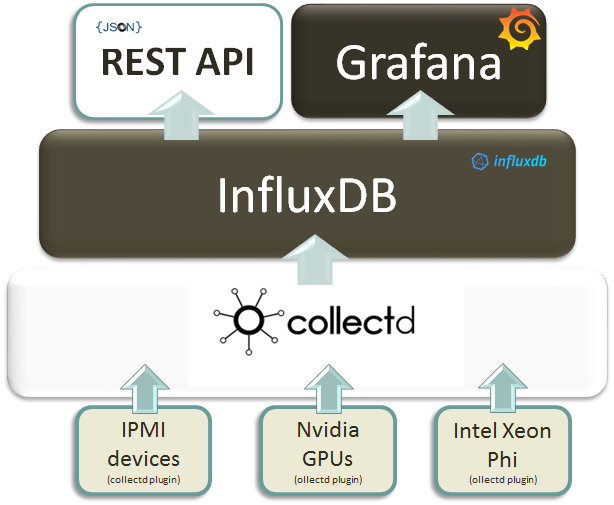 {JSON}
REST API
Grafana
influxdb
InfluxDB
collectd
IPMI
devices
(collectd plugin)
Nvidia
GPUs
(ollectd plugin)
Intel Xeon
Phi
(ollectd plugin)